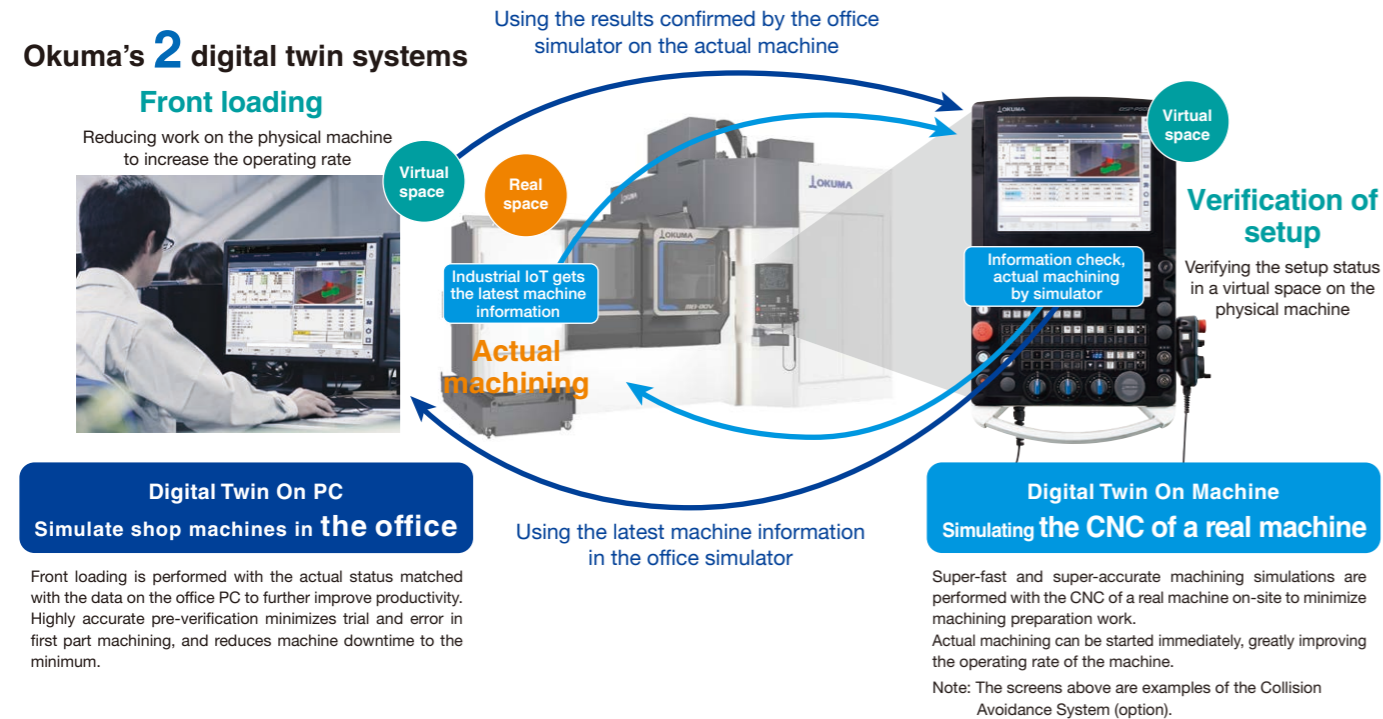 Using the results confirmed by the office
simulator on the actual machine
Okuma's 2 digital twin systems
Front loading
Reducing work on the physical machine
to increase the operating rate
Virtual
space
Real
space
OKUMA
OKUMA
OKUMA
OKUMA
Virtual
space
Industrial IoT gets
the latest machine
information
Actual
machining
Information check,
actual machining
by simulator
Verification of
setup
Verifying the setup status
in a virtual space on the
physical machine
Digital Twin On PC
Simulate shop machines in the office
Using the latest machine information
in the office simulator
Digital Twin On Machine
Simulating the CNC of a real machine
Front loading is performed with the actual status matched
with the data on the office PC to further improve productivity.
Highly accurate pre-verification minimizes trial and error in
first part machining, and reduces machine downtime to the
minimum.
Super-fast and super-accurate machining simulations are
performed with the CNC of a real machine on-site to minimize
machining preparation work.
Actual machining can be started immediately, greatly improving
the operating rate of the machine.
Note: The screens above are examples of the Collision
Avoidance System (option).